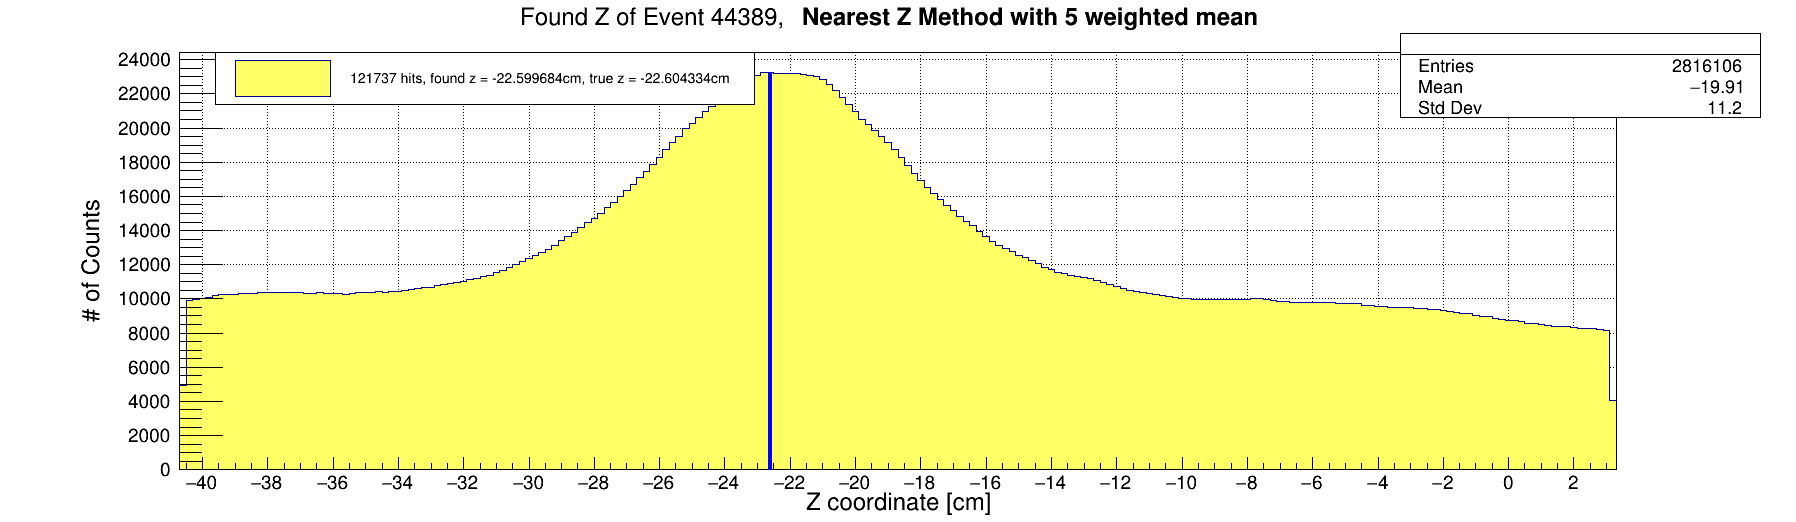 Found Z of Event 44389, Nearest Z Method with 5 weighted mean
121737 hits, found z = -22.599684cm, true z = -22.604334cm
Entries 2816106
Mean −19.91
Std Dev 11.2
24000
22000
20000
18000
16000
14000
12000
10000
8000
6000
4000
2000
0
# of Counts
−40 −38 −36 −34 −32 −30 −28 −26 −24 −22 −20 −18 −16 −14 −12 −10 −8 −6 −4 −2 0 2
Z coordinate [cm]